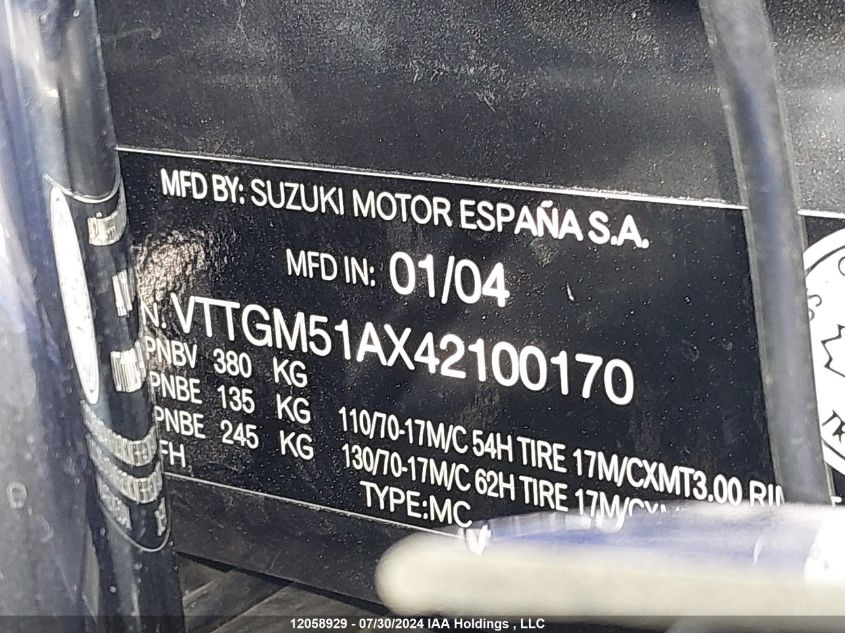 MFD BY: SUZUKI MOTOR ESPAÑA S.A.
MFD IN: 01/04
N: VTTGM51AX42100170
PNBV 380 KG
PNBE 135 KG 110/70-17M/C 54H TIRE 17M/CXMT3.00
PNBE 245 KG 130/70-17M/C 62H TIRE 17M/
FH TYPE:MC
12058929 - 07/30/2024 IAA Holdings , LLC